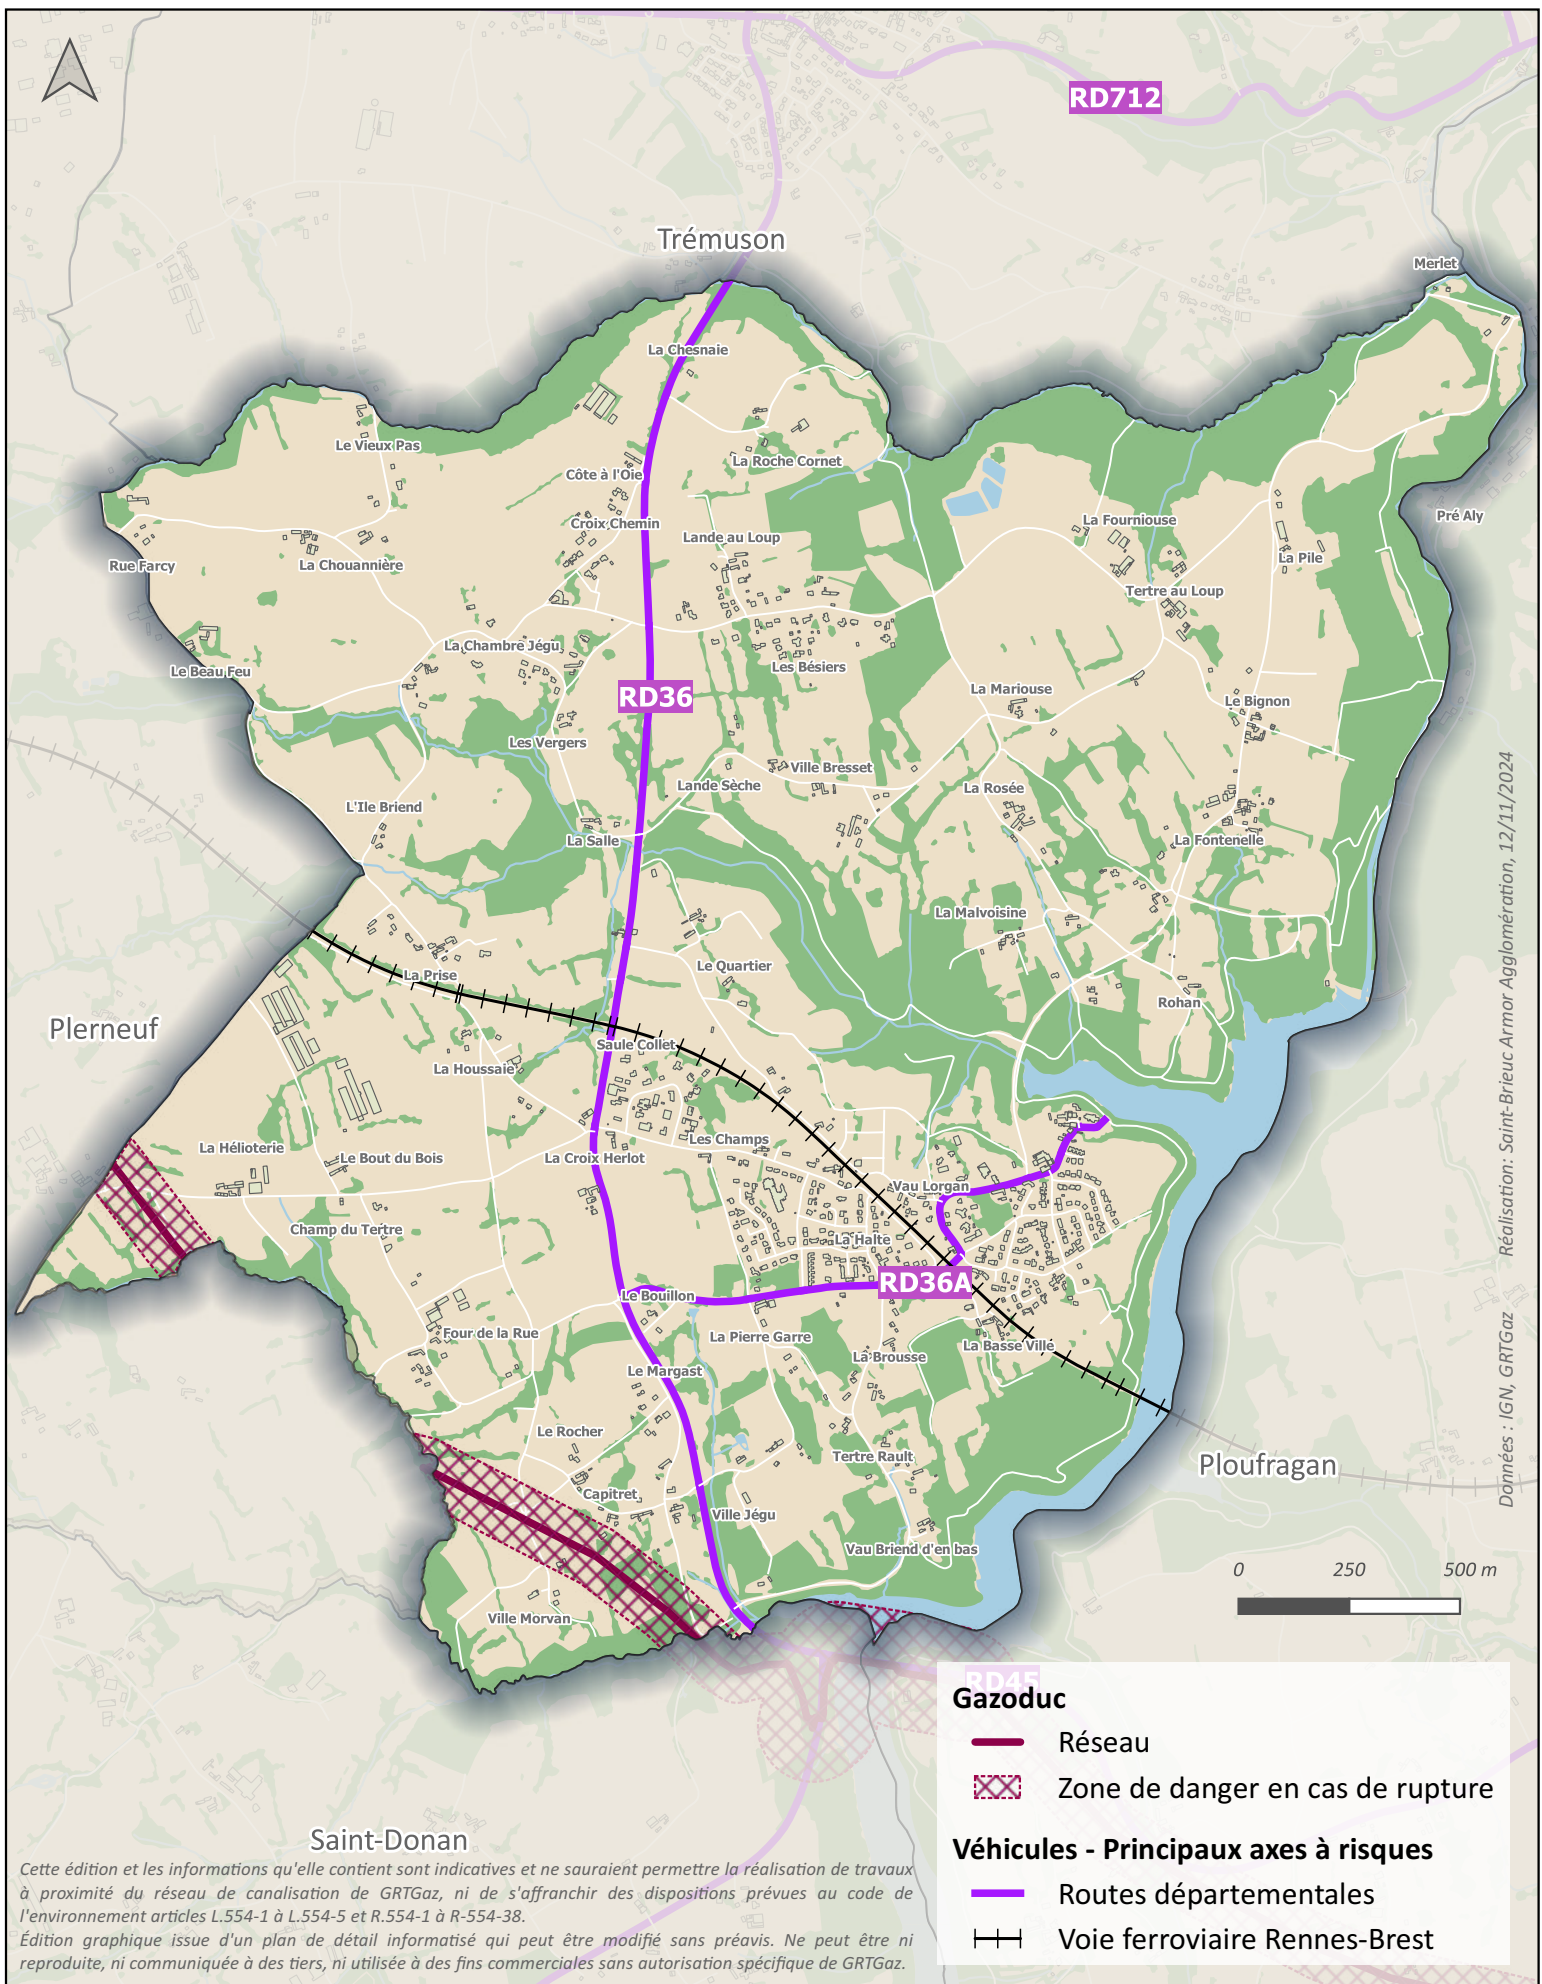 RD712
Trémuson
Merlet
La Chesnaie
Le Vieux Pas
La Roche Cornet
Côte à l'Oie
Croix Chemin
Lande au Loup
La Fourniouse
Pré Aly
Rue Farcy
La Chouannière
La Pile
Tertre au Loup
La Chambre Jégu
Les Bésiers
Le Beau Feu
RD36
La Mariouse
Le Bignon
Les Vergers
Ville Bresset
Lande Sèche
La Rosée
L'Ile Briend
La Salle
La Fontenelle
La Malvoisine
Le Quartier
La Prise
Rohan
Plerneuf
Saule Collet
La Houssaie
Les Champs
La Hélioterie
Le Bout du Bois
La Croix Herlot
Vau Lorgan
Champ du Tertre
La Halte
RD36A
Le Bouillon
Four de la Rue
La Pierre Garre
La Basse Ville
La Brousse
Le Margast
Le Rocher
Tertre Rault
Ploufragan
Capitret
Ville Jégu
Vau Briend d'en bas
Ville Morvan
Données : IGN, GRTGaz Réalisation: Saint-Brieuc Armor Agglomération, 12/11/2024
0 250 500 m
RD45
Gazoduc
Réseau
Zone de danger en cas de rupture
Véhicules - Principaux axes à risques
Routes départementales
Voie ferroviaire Rennes-Brest
Saint-Donan
Cette édition et les informations qu'elle contient sont indicatives et ne sauraient permettre la réalisation de travaux
à proximité du réseau de canalisation de GRTGaz, ni de s'affranchir des dispositions prévues au code de
l'environnement articles L.554-1 à L.554-5 et R.554-1 à R-554-38.
Édition graphique issue d'un plan de détail informatisé qui peut être modifié sans préavis. Ne peut être ni
reproduite, ni communiquée à des tiers, ni utilisée à des fins commerciales sans autorisation spécifique de GRTGaz.